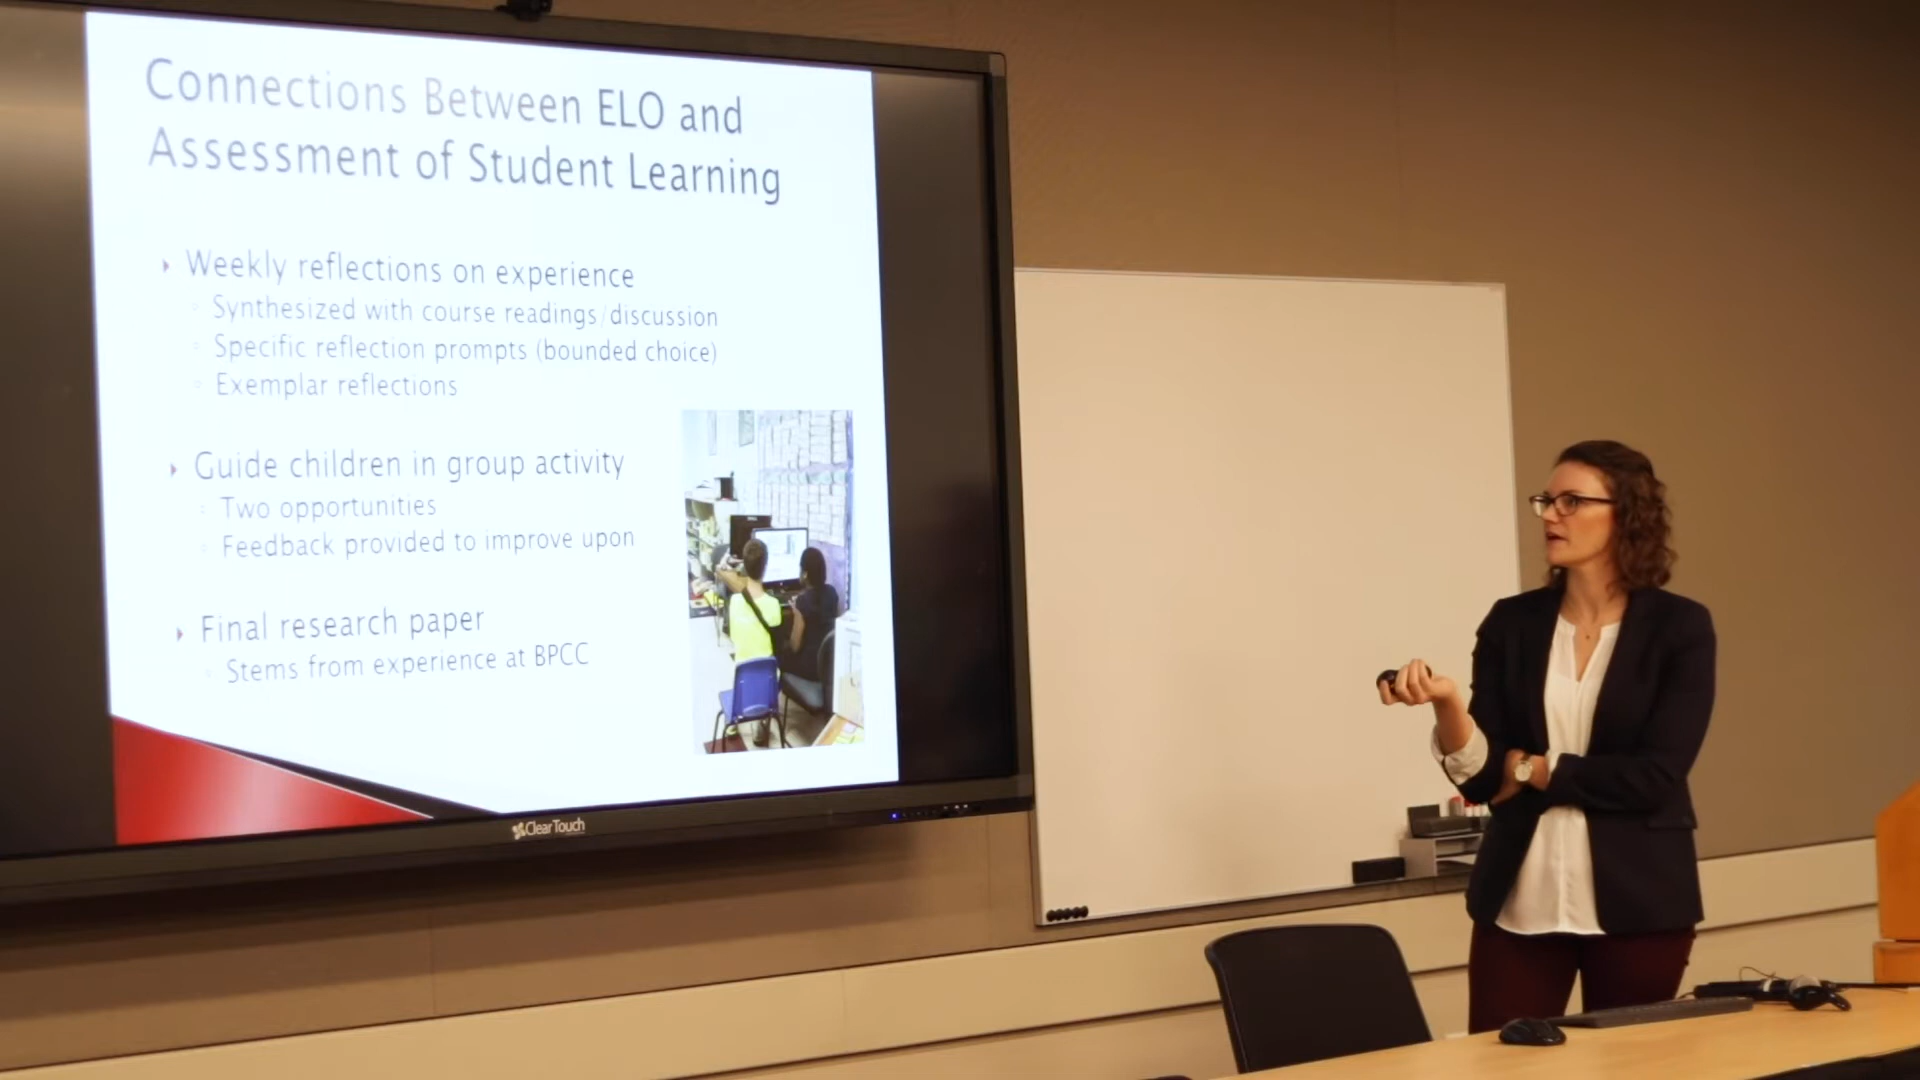 Connections Between ELO and
Assessment of Student Learning
Weekly reflections on experience
Synthesized with course readings/discussion
Specific reflection prompts (bounded choice)
Exemplar reflections
Guide children in group activity
Two opportunities
Feedback provided to improve upon
Final research paper
Stems from experience at BPCC
ClearTouch